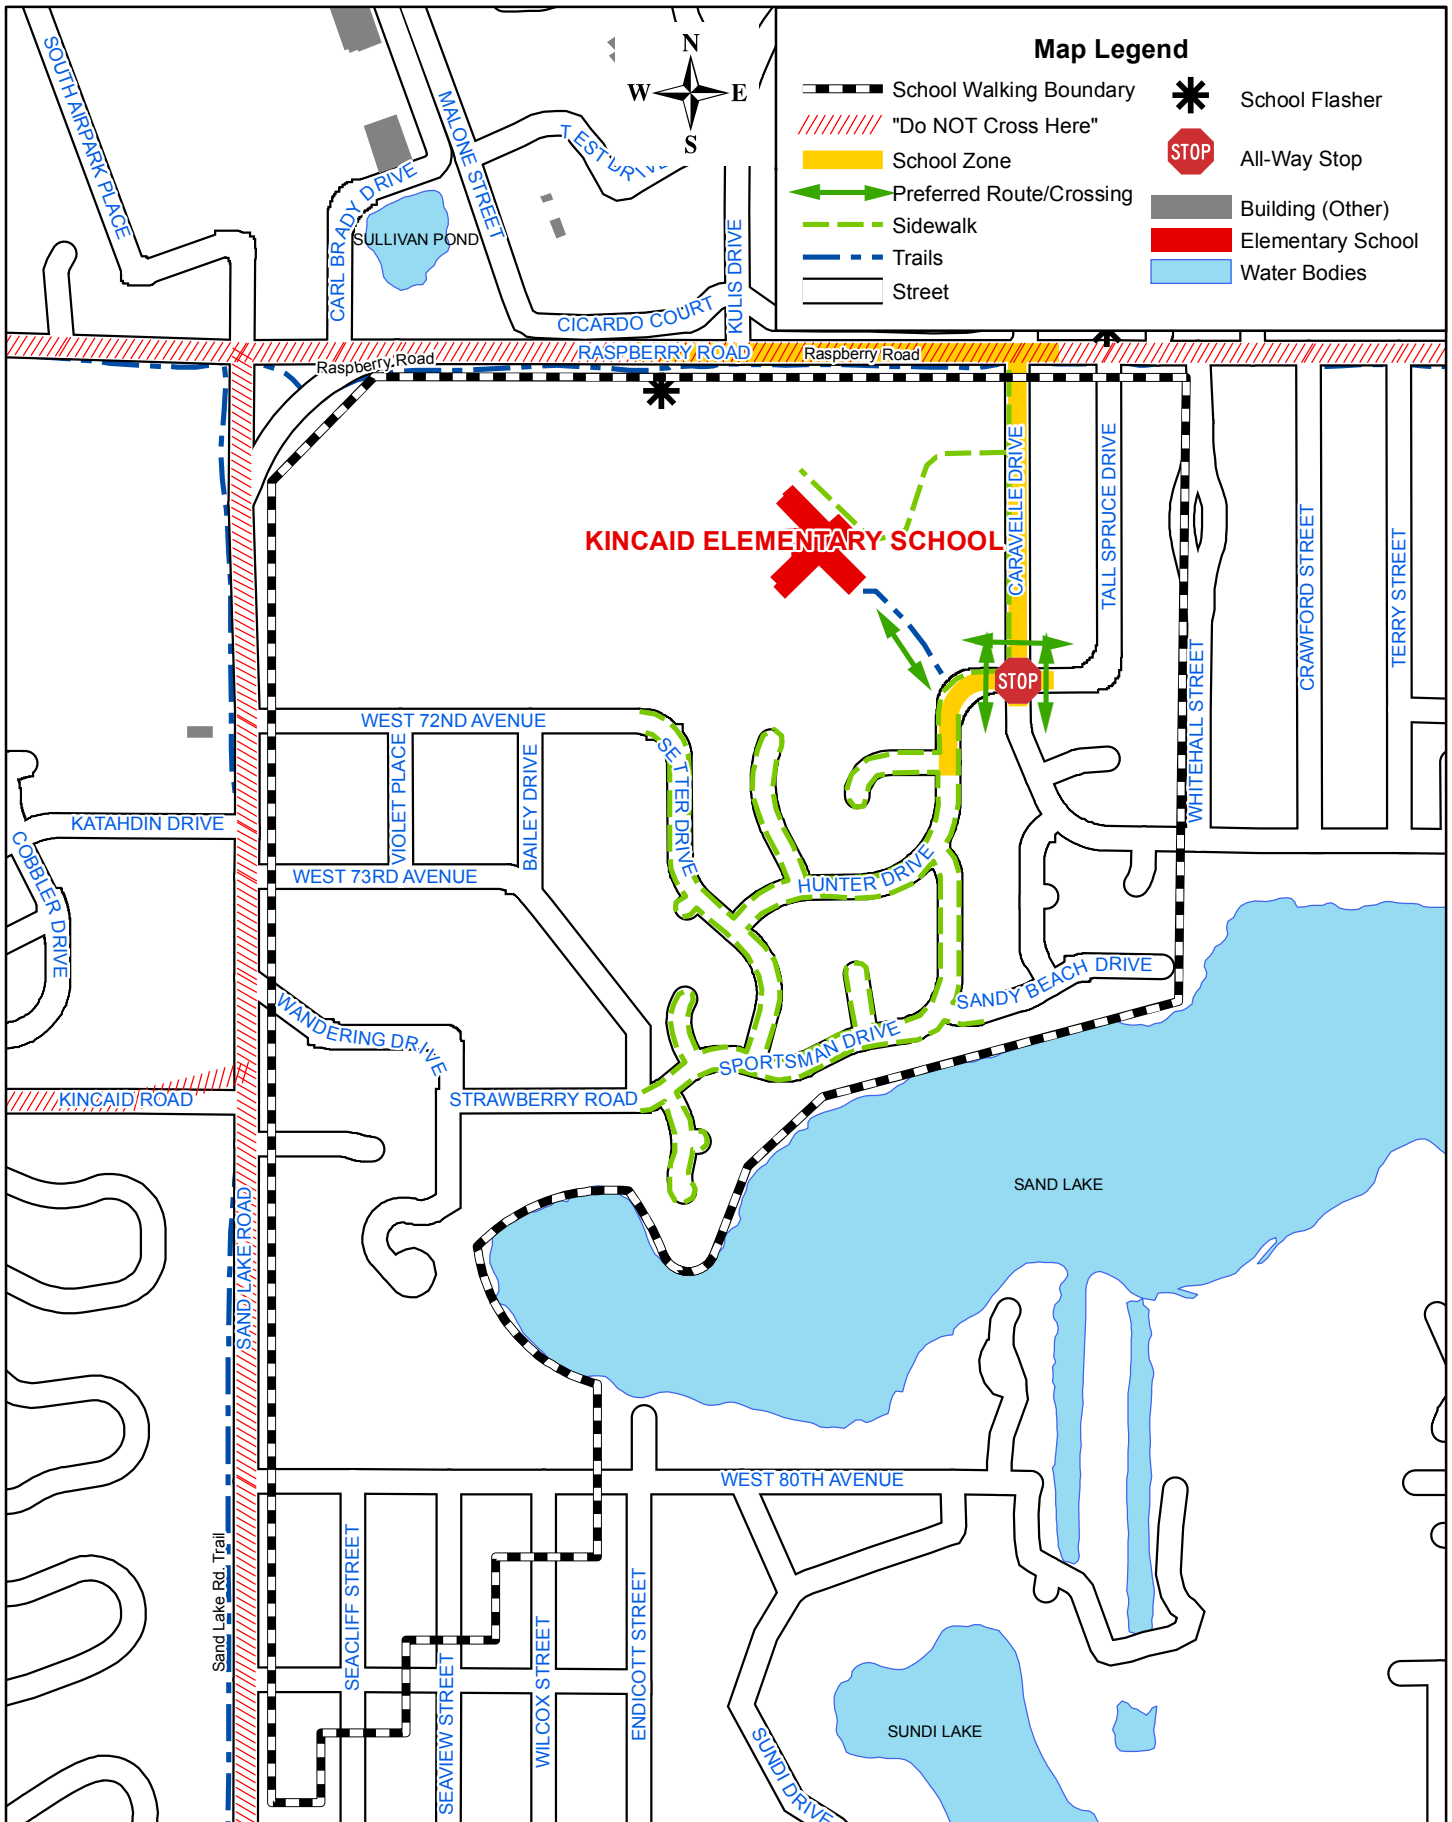 Map Legend
School Walking Boundary
"Do NOT Cross Here"
School Zone
Preferred Route/Crossing
Sidewalk
Trails
Street
School Flasher
STOP
All-Way Stop
Building (Other)
Elementary School
Water Bodies
N
W
E
S
SOUTH AIRPARK PLACE
MALONE STREET
TEST DRIVE
CARL BRADY DRIVE
SULLIVAN POND
KULIS DRIVE
CICARDO COURT
RASPBERRY ROAD
Raspberry Road
Raspberry Road
KINCAID ELEMENTARY SCHOOL
CARAVELLE DRIVE
TALL SPRUCE DRIVE
WHITEHALL STREET
CRAWFORD STREET
TERRY STREET
STOP
WEST 72ND AVENUE
VIOLET PLACE
BAILEY DRIVE
SETTER DRIVE
KATAHDIN DRIVE
COBBLER DRIVE
WEST 73RD AVENUE
HUNTER DRIVE
WANDERING DRIVE
SANDY BEACH DRIVE
SPORTSMAN DRIVE
KINCAID ROAD
STRAWBERRY ROAD
SAND LAKE ROAD
SAND LAKE
WEST 80TH AVENUE
Sand Lake Rd. Trail
SEACLIFF STREET
SEAVIEW STREET
WILCOX STREET
ENDICOTT STREET
SUNDI LAKE
SUNDI DRIVE